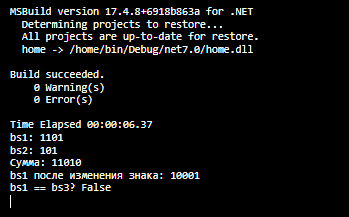 MSBuild version 17.4.8+6918b863a for .NET
Determining projects to restore...
All projects are up-to-date for restore.
home -> /home/bin/Debug/net7.0/home.dll
Build succeeded.
0 Warning(s)
0 Error(s)
Time Elapsed 00:00:06.37
bs1: 1101
bs2: 101
Сумма: 11010
bs1 после изменения знака: 10001
bs1 == bs3? False